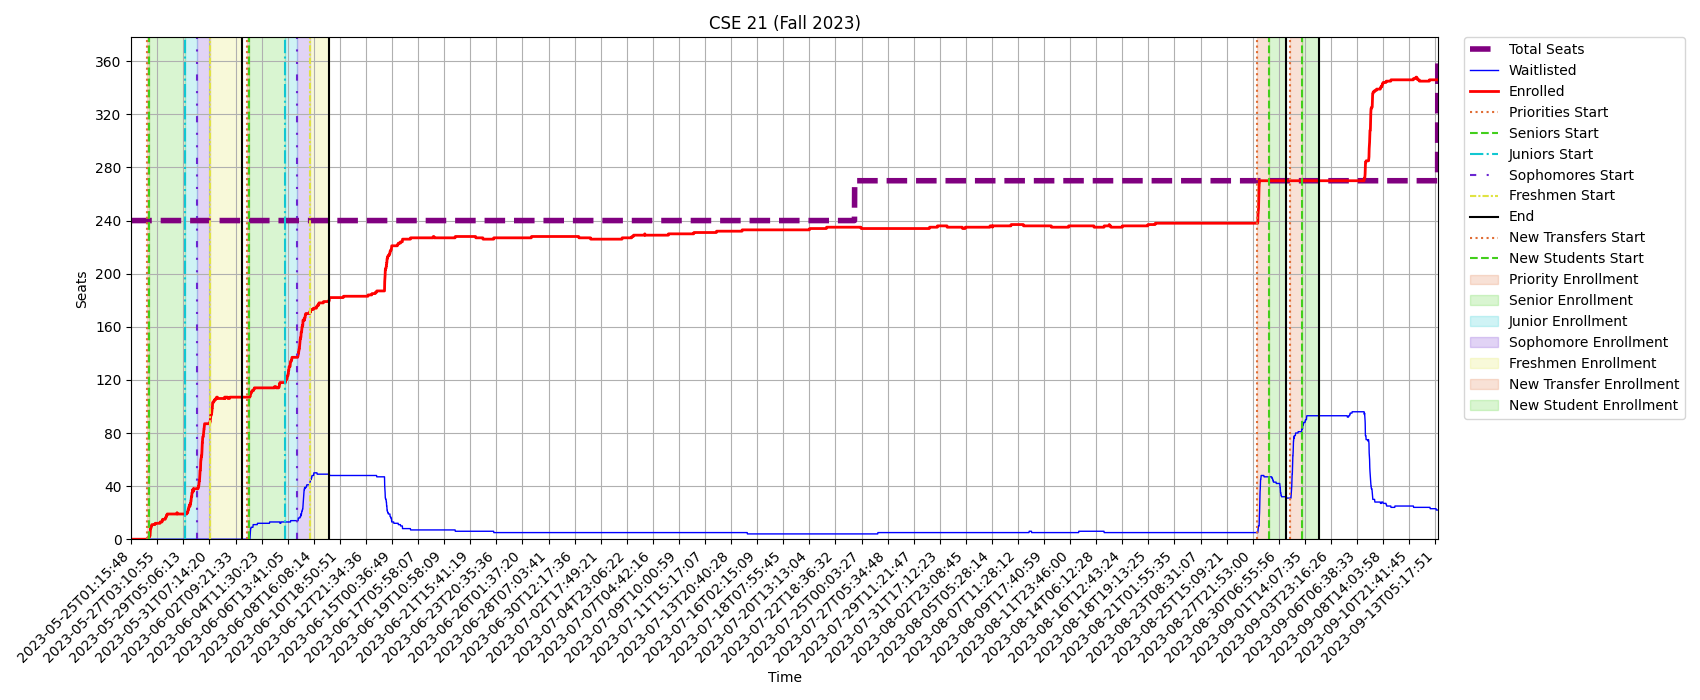 CSE 21 (Fall 2023)
Seats
360
320
280
240
200
160
120
80
40
0
2023-05-25T01:15:48
2023-05-27T03:10:55
2023-05-29T05:06:13
2023-05-31T07:14:20
2023-06-02T09:21:33
2023-06-04T11:30:23
2023-06-06T13:41:05
2023-06-08T16:08:14
2023-06-10T18:50:51
2023-06-12T21:34:36
2023-06-15T00:36:49
2023-06-17T05:58:07
2023-06-19T10:58:09
2023-06-21T15:41:19
2023-06-23T20:35:36
2023-06-26T01:37:20
2023-06-28T07:03:41
2023-06-30T12:17:36
2023-07-02T17:49:21
2023-07-04T23:06:22
2023-07-07T04:42:16
2023-07-09T10:00:59
2023-07-11T15:17:07
2023-07-13T20:40:28
2023-07-16T02:15:09
2023-07-18T07:55:45
2023-07-20T13:13:04
2023-07-22T18:36:32
2023-07-25T00:03:27
2023-07-27T05:34:48
2023-07-29T11:21:47
2023-07-31T17:12:23
2023-08-02T23:08:45
2023-08-05T05:28:14
2023-08-07T11:28:12
2023-08-09T17:40:59
2023-08-11T23:46:00
2023-08-14T06:12:28
2023-08-16T12:43:24
2023-08-18T19:13:25
2023-08-21T01:55:35
2023-08-23T08:31:07
2023-08-25T15:09:21
2023-08-27T21:53:00
2023-08-30T06:55:56
2023-09-01T14:07:35
2023-09-03T23:16:26
2023-09-06T06:38:33
2023-09-08T14:03:58
2023-09-10T21:41:45
2023-09-13T05:17:51
Time
Total Seats
Waitlisted
Enrolled
Priorities Start
Seniors Start
Juniors Start
Sophomores Start
Freshmen Start
End
New Transfers Start
New Students Start
Priority Enrollment
Senior Enrollment
Junior Enrollment
Sophomore Enrollment
Freshmen Enrollment
New Transfer Enrollment
New Student Enrollment